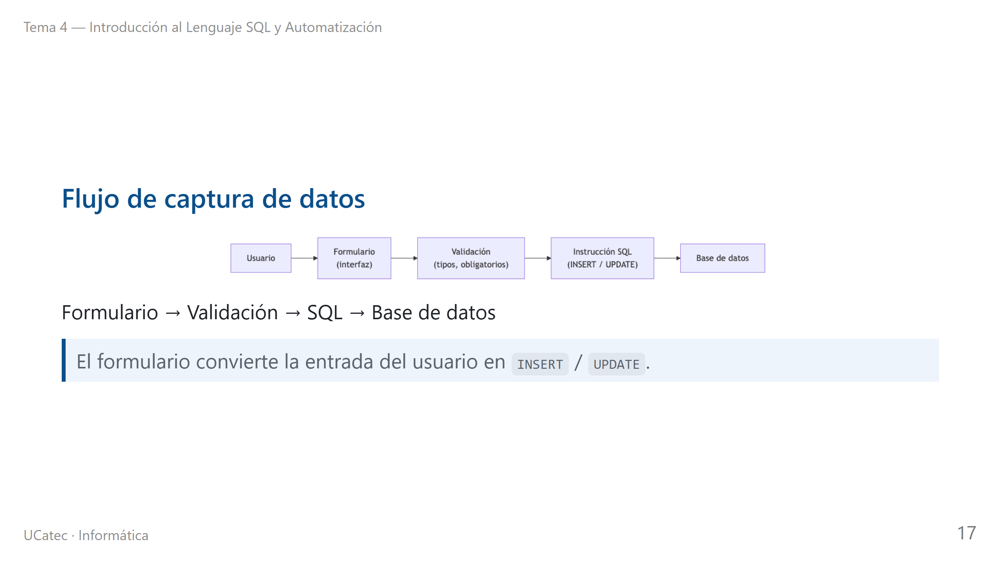 Tema 4 — Introducción al Lenguaje SQL y Automatización
Flujo de captura de datos
Usuario
Formulario
(interfaz)
Validación
(tipos, obligatorios)
Instrucción SQL
(INSERT / UPDATE)
Base de datos
Formulario → Validación → SQL → Base de datos
El formulario convierte la entrada del usuario en INSERT / UPDATE.
UCatec · Informática
17